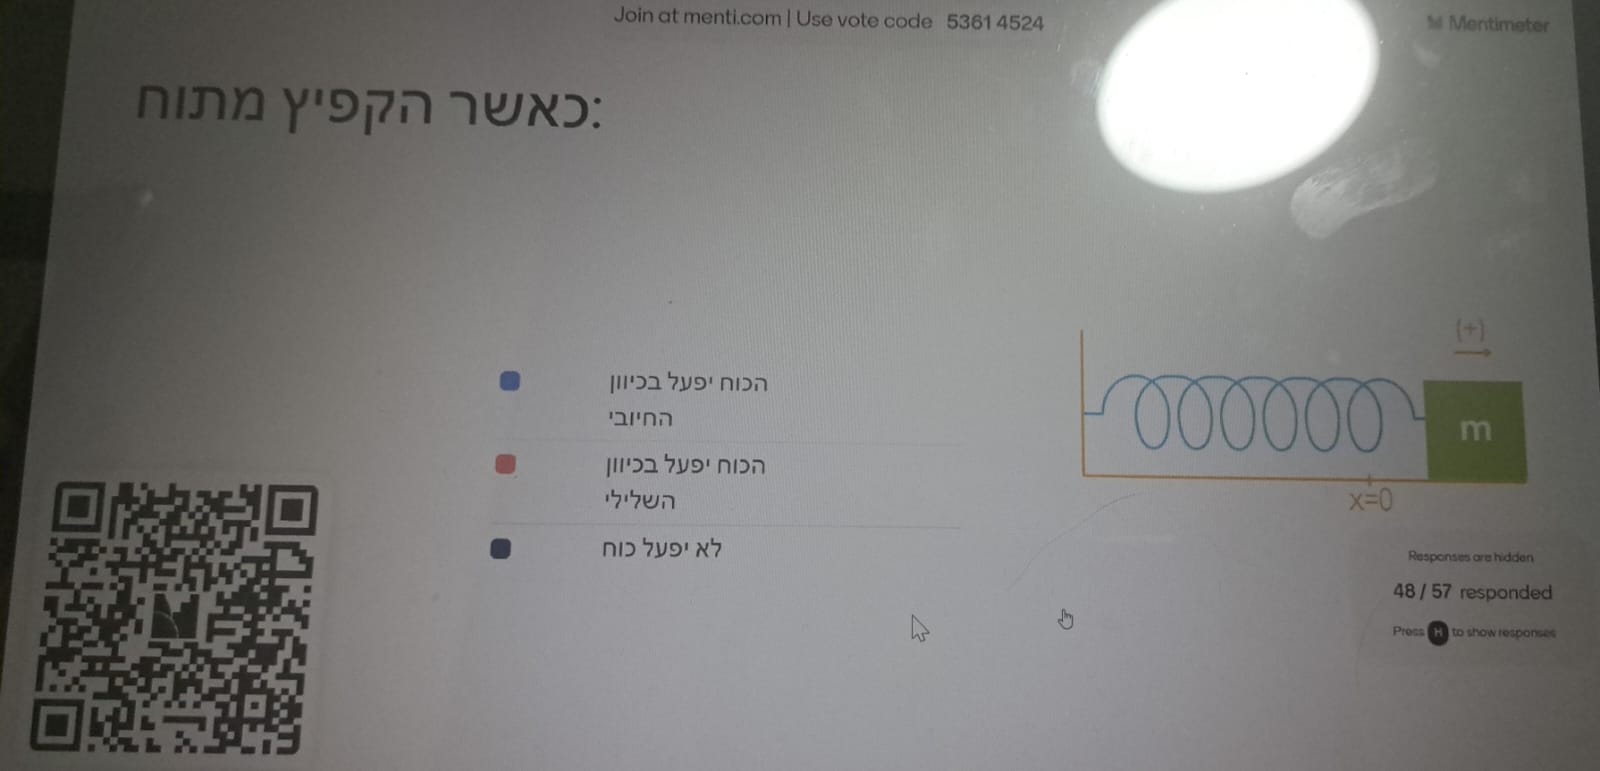 Join at menti.com | Use vote code 5361 4524
Mentimeter
כאשר הקפיץ מתוח:
הכוח יפעל בכיוון
החיובי
הכוח יפעל בכיוון
השלילי
לא יפעל כוח
(+)
m
x=0
Responses are hidden
48 / 57 responded
Press H to show responses